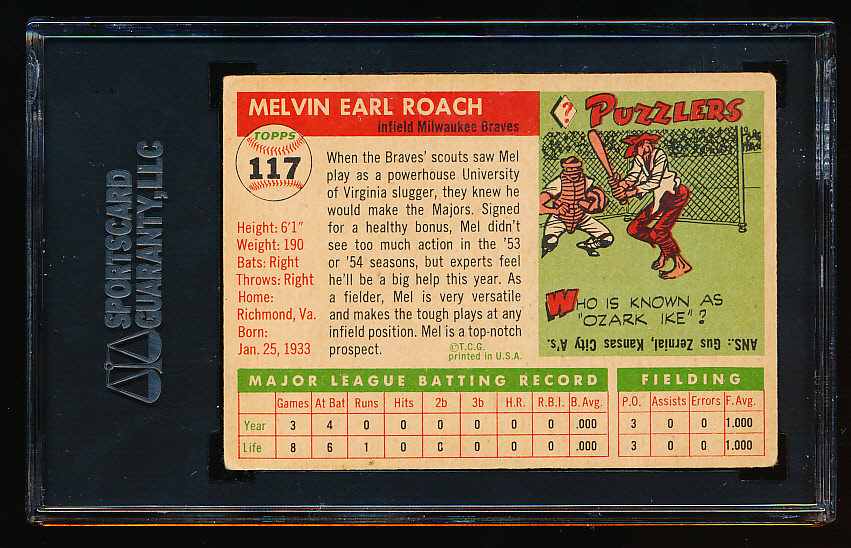 SPORTSCARD
GUARANTY, LLC
MELVIN EARL ROACH
infield Milwaukee Braves
TOPPS
117
Height: 6'1"
Weight: 190
Bats: Right
Throws: Right
Home:
Richmond, Va.
Born:
Jan. 25, 1933
When the Braves' scouts saw Mel
play as a powerhouse University
of Virginia slugger, they knew he
would make the Majors. Signed
for a healthy bonus, Mel didn't
see too much action in the '53
or '54 seasons, but experts feel
he'll be a big help this year. As
a fielder, Mel is very versatile
and makes the tough plays at any
infield position. Mel is a top-notch
prospect.
©T.C.G.
printed in U.S.A.
? PUZZLERS
WHO IS KNOWN AS
"OZARK IKE"?
ANS.: Gus Zernial, Kansas City A's.
MAJOR LEAGUE BATTING RECORD
Games At Bat Runs Hits 2b 3b H.R. R.B.I. B. Avg.
Year 3 4 0 0 0 0 0 0 .000
Life 8 6 1 0 0 0 0 0 .000
FIELDING
P.O. Assists Errors F. Avg.
3 0 0 1.000
3 0 0 1.000